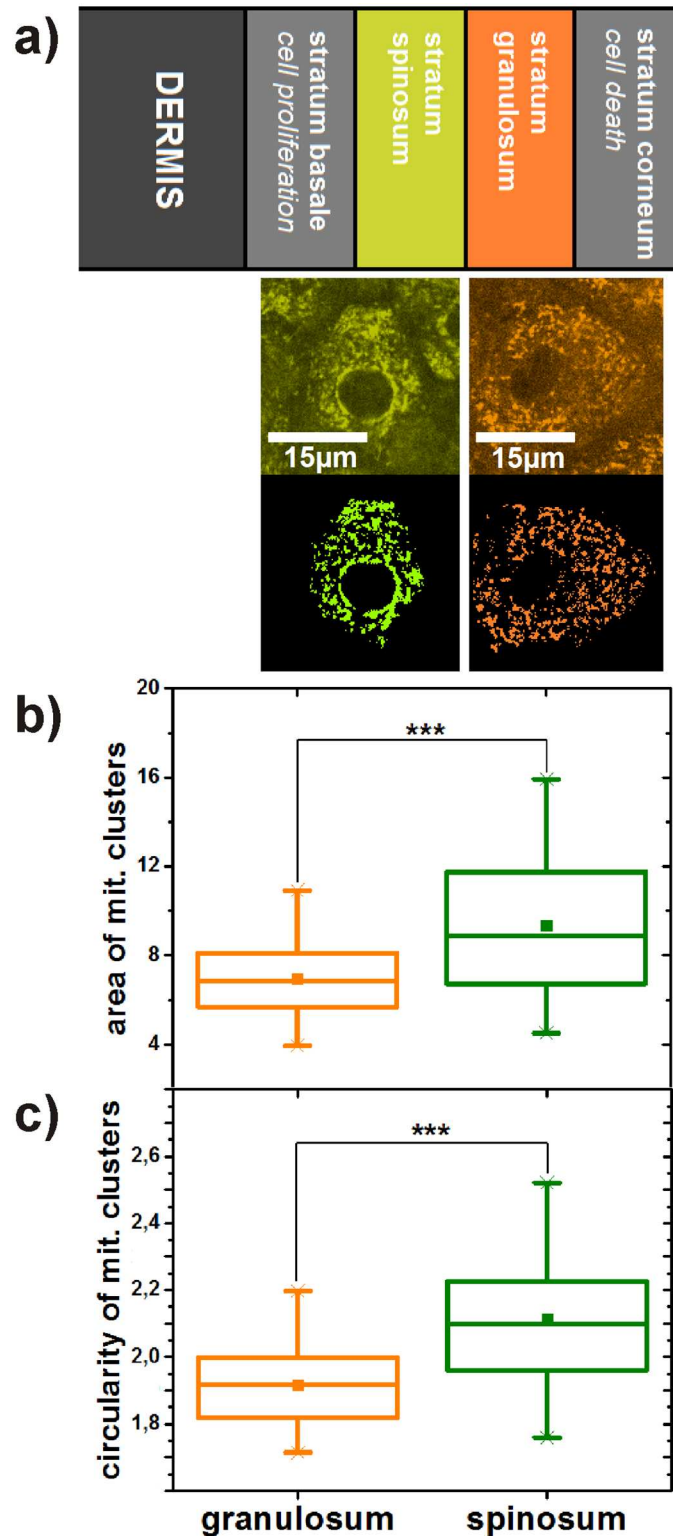 a)
DERMIS
stratum basale
cell proliferation
stratum
spinosum
stratum
granulosum
stratum corneum
cell death
15µm
15µm
b)
area of mit. clusters
20
16
12
8
4
***
c)
circularity of mit. clusters
2,6
2,4
2,2
2,0
1,8
***
granulosum
spinosum